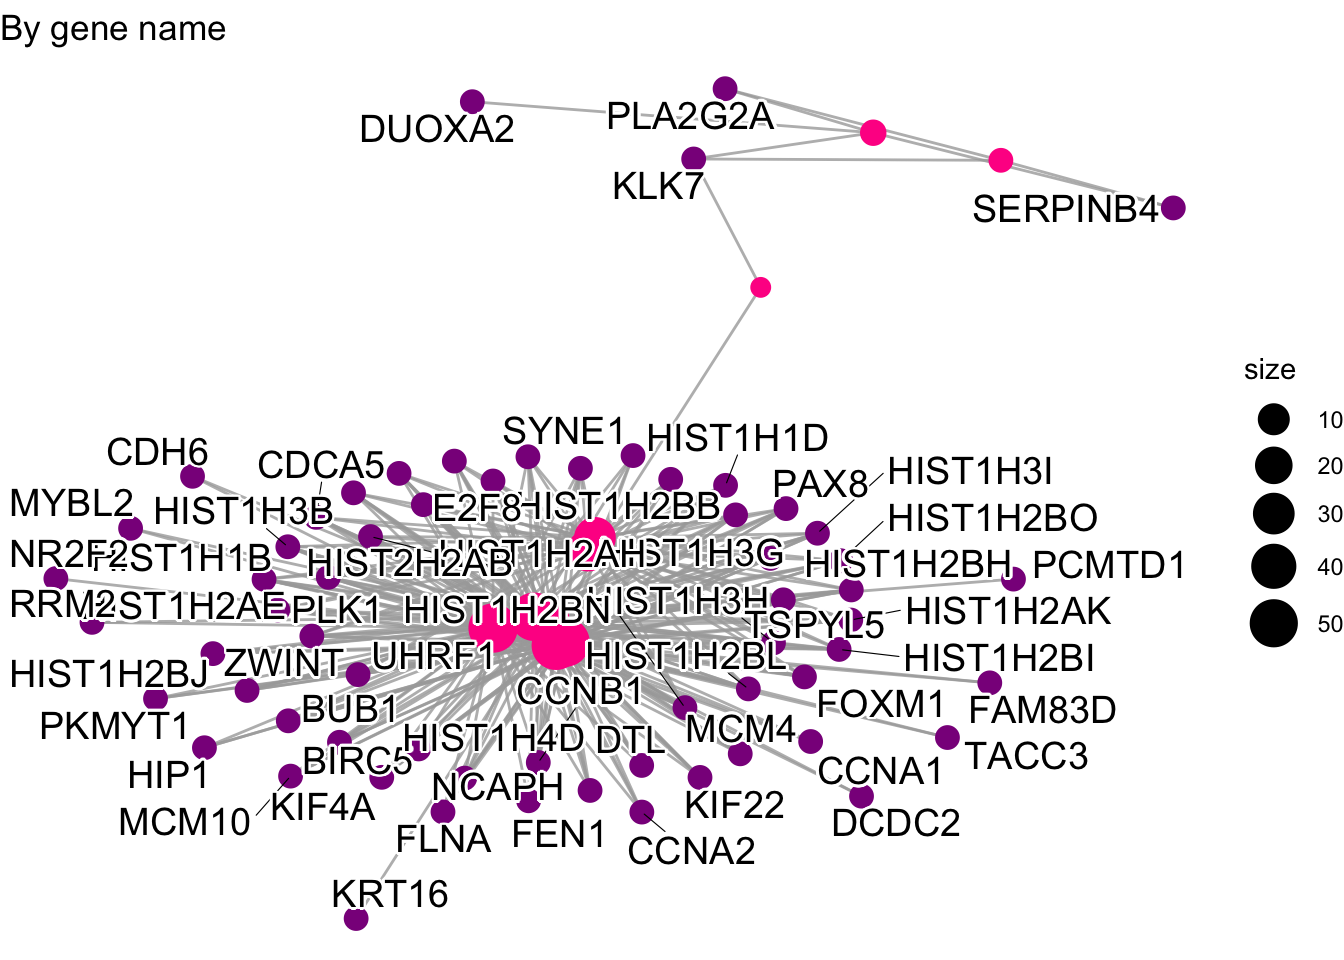 By gene name
DUOXA2
PLA2G2A
KLK7
SERPINB4
size
10
20
30
40
50
SYNE1
HIST1H1D
CDH6
CDCA5
PAX8
HIST1H3I
MYBL2
HIST1H3B
E2F8
HIST1H2BB
HIST1H2BO
NR2F2
HIST1H1B
HIST2H2AB
HIST1H2AH
HIST1H3G
HIST1H2BH
PCMTD1
RRM2
HIST1H2AE
PLK1
HIST1H2BN
HIST1H3H
TSPYL5
HIST1H2AK
HIST1H2BJ
ZWINT
UHRF1
HIST1H2BL
HIST1H2BI
CCNB1
PKMYT1
BUB1
FOXM1
FAM83D
HIST1H4D
DTL
MCM4
TACC3
HIP1
BIRC5
NCAPH
CCNA1
MCM10
KIF4A
KIF22
DCDC2
FLNA
FEN1
CCNA2
KRT16